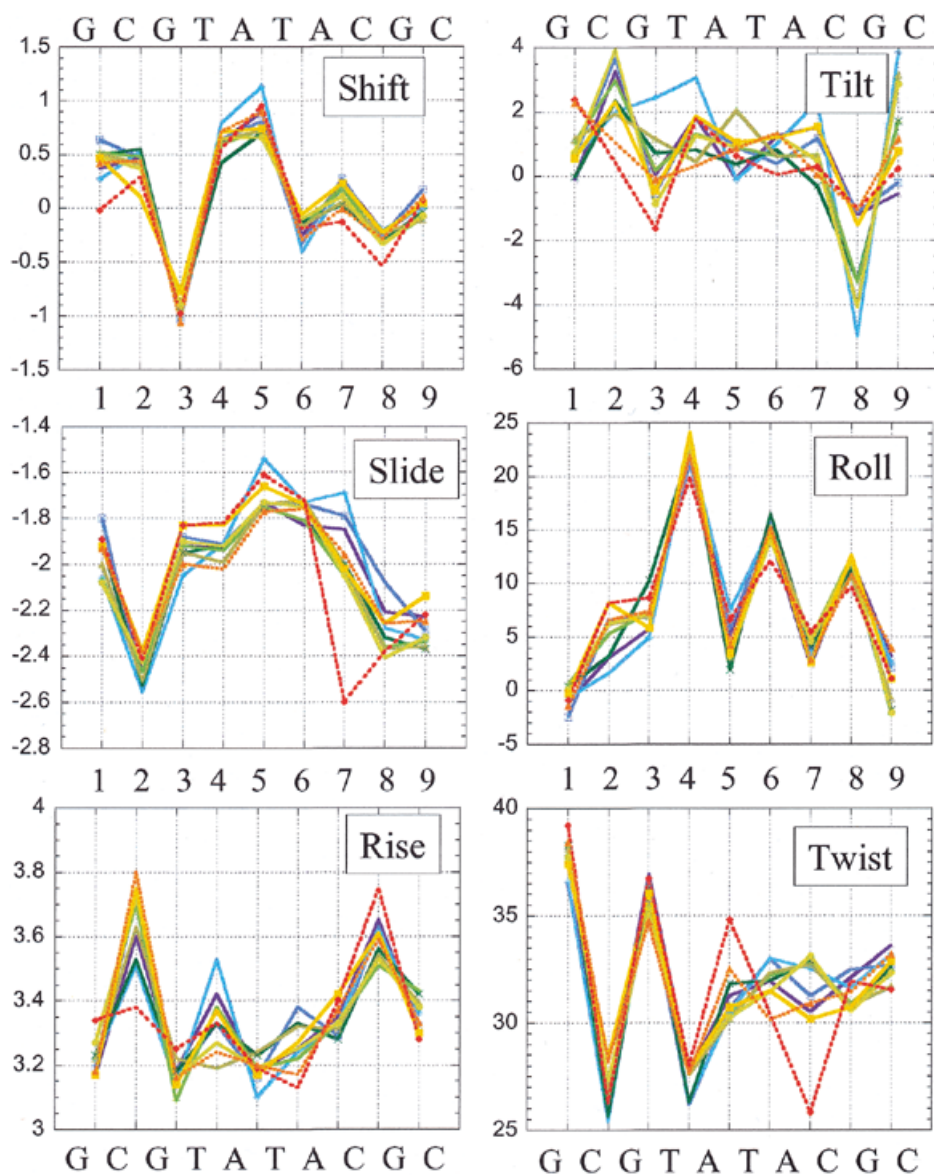 G C G T A T A C G C
G C G T A T A C G C
1.5
1
0.5
0
-0.5
-1
-1.5
Shift
4
2
0
-2
-4
-6
Tilt
1 2 3 4 5 6 7 8 9
1 2 3 4 5 6 7 8 9
-1.4
-1.6
-1.8
-2
-2.2
-2.4
-2.6
-2.8
Slide
25
20
15
10
5
0
-5
Roll
1 2 3 4 5 6 7 8 9
1 2 3 4 5 6 7 8 9
4
3.8
3.6
3.4
3.2
3
Rise
40
35
30
25
Twist
G C G T A T A C G C
G C G T A T A C G C